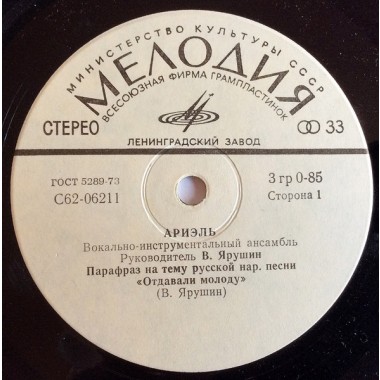 МИНИСТЕРСТВО КУЛЬТУРЫ СССР
МЕЛОДИЯ
ВСЕСОЮЗНАЯ ФИРМА ГРАМПЛАСТИНОК
СТЕРЕО
33
ЛЕНИНГРАДСКИЙ ЗАВОД
ГОСТ 5289-73
3 гр 0-85
С62-06211
Сторона 1
АРИЭЛЬ
Вокально-инструментальный ансамбль
Руководитель В. Ярушин
Парафраз на тему русской нар. песни
«Отдавали молоду»
(В. Ярушин)